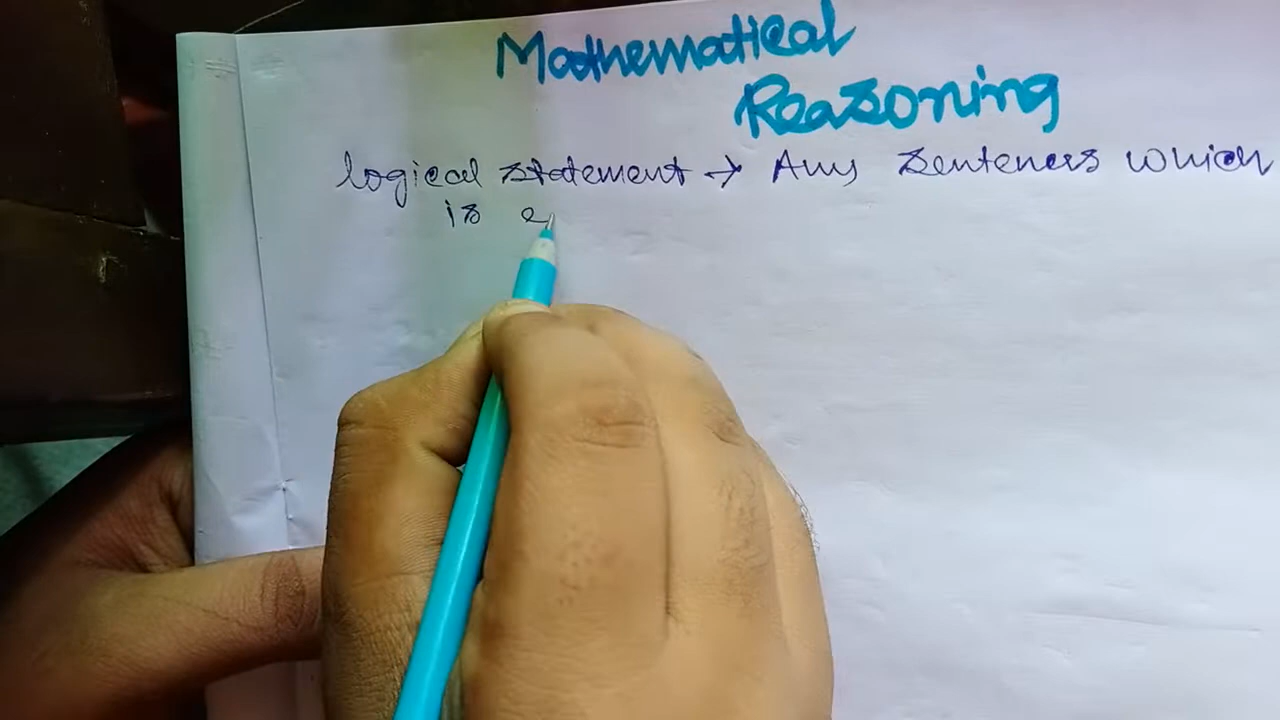 Mathematical
Reasoning
logical statement → Any sentences which
is e